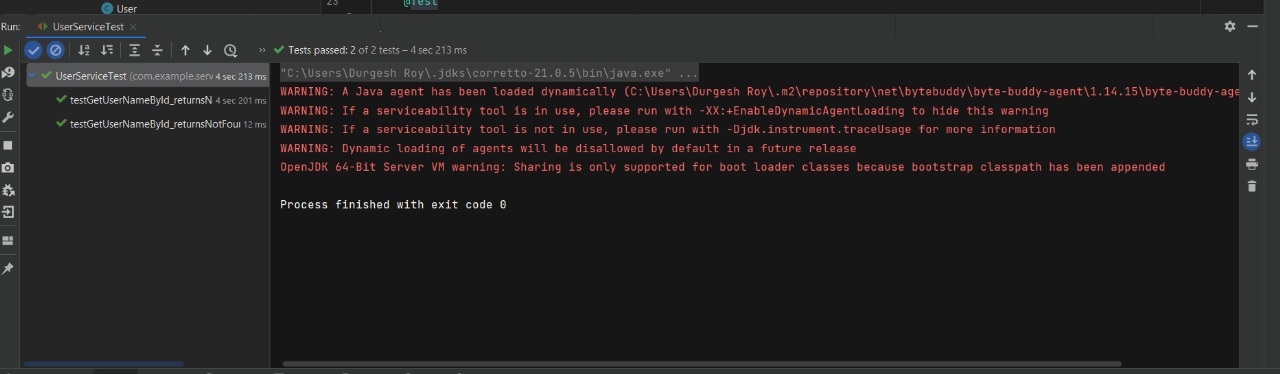 User
23
@Test
Run:
UserServiceTest
Tests passed: 2 of 2 tests – 4 sec 213 ms
UserServiceTest (com.example.serv 4 sec 213 ms
testGetUserNameById_returnsN 4 sec 201 ms
testGetUserNameById_returnsNotFou 12 ms
"C:\Users\Durgesh Roy\.jdks\corretto-21.0.5\bin\java.exe" ...
WARNING: A Java agent has been loaded dynamically (C:\Users\Durgesh Roy\.m2\repository\net\bytebuddy\byte-buddy-agent\1.14.15\byte-buddy-age
WARNING: If a serviceability tool is in use, please run with -XX:+EnableDynamicAgentLoading to hide this warning
WARNING: If a serviceability tool is not in use, please run with -Djdk.instrument.traceUsage for more information
WARNING: Dynamic loading of agents will be disallowed by default in a future release
OpenJDK 64-Bit Server VM warning: Sharing is only supported for boot loader classes because bootstrap classpath has been appended
Process finished with exit code 0